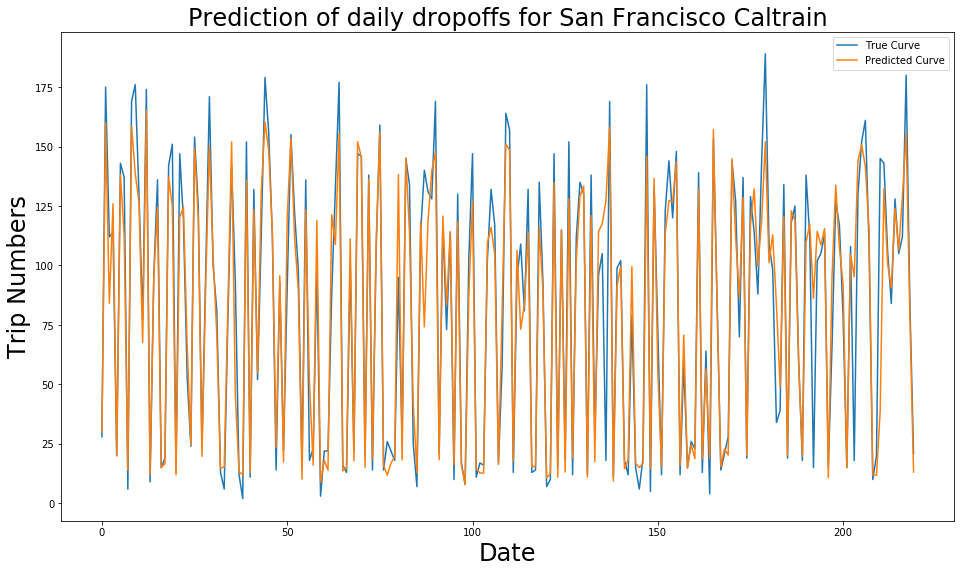 Prediction of daily dropoffs for San Francisco Caltrain
True Curve
Predicted Curve
175
150
125
100
75
50
25
0
Trip Numbers
0 50 100 150 200
Date